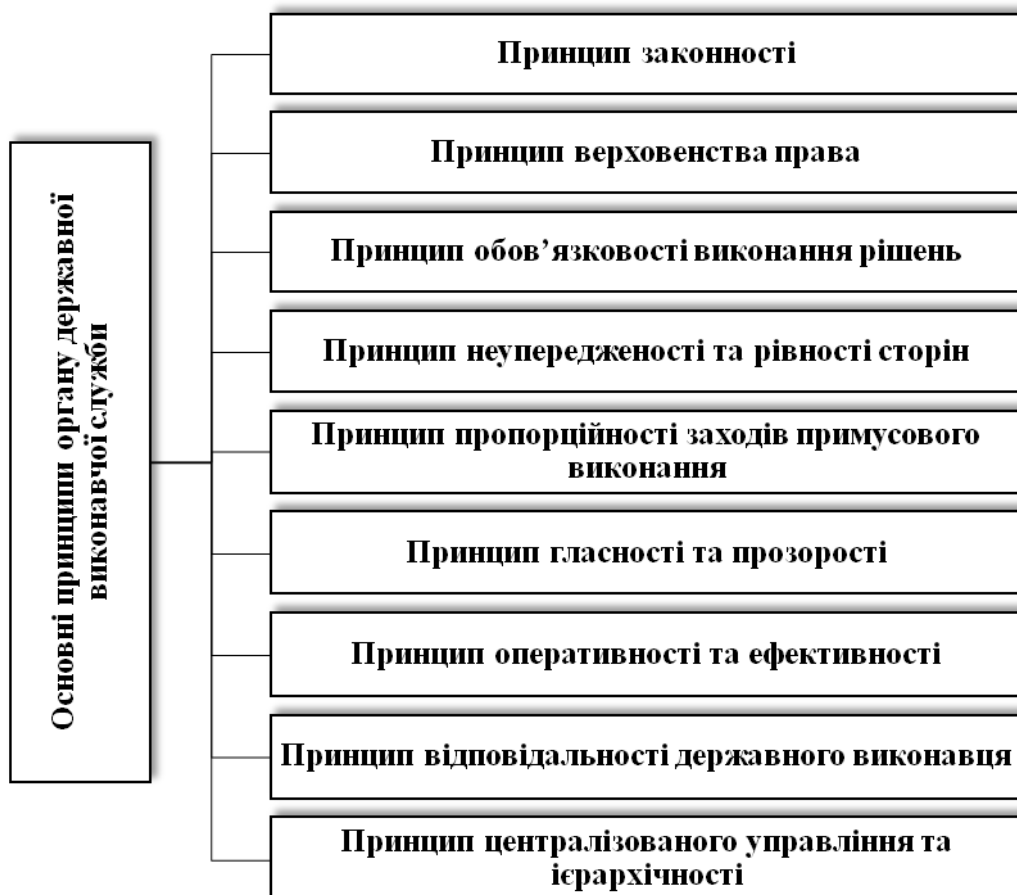 Основні принципи органу державної
виконавчої служби
Принцип законності
Принцип верховенства права
Принцип обов’язковості виконання рішень
Принцип неупередженості та рівності сторін
Принцип пропорційності заходів примусового
виконання
Принцип гласності та прозорості
Принцип оперативності та ефективності
Принцип відповідальності державного виконавця
Принцип централізованого управління та
ієрархічності